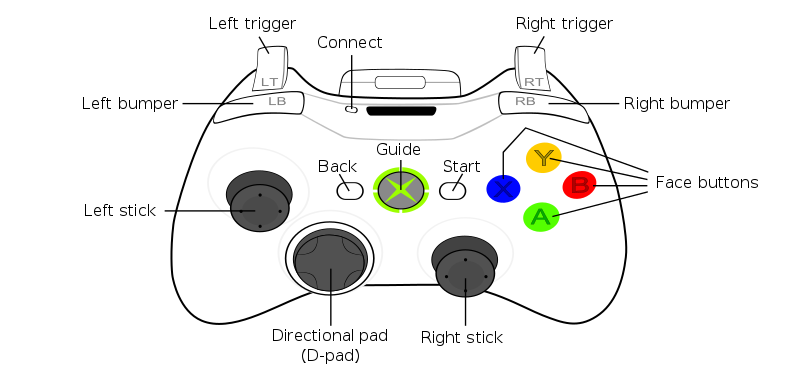 Left trigger
Right trigger
Connect
LT
RT
Left bumper
LB
RB
Right bumper
Guide
Back
Start
Y
X
B
Face buttons
Left stick
A
Directional pad
(D-pad)
Right stick